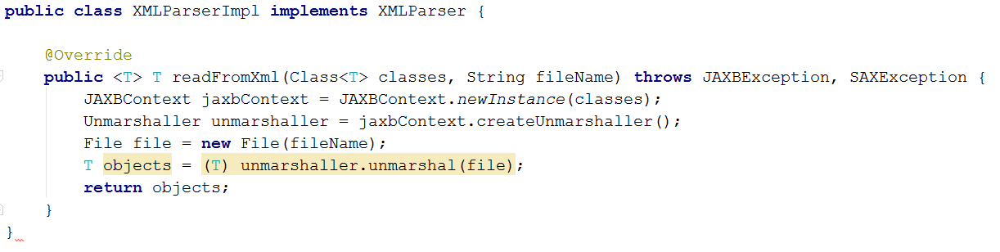 public class XMLParserImpl implements XMLParser {
@Override
public <T> T readFromXml(Class<T> classes, String fileName) throws JAXBException, SAXException {
JAXBContext jaxbContext = JAXBContext.newInstance(classes);
Unmarshaller unmarshaller = jaxbContext.createUnmarshaller();
File file = new File(fileName);
T objects = (T) unmarshaller.unmarshal(file);
return objects;
}
}